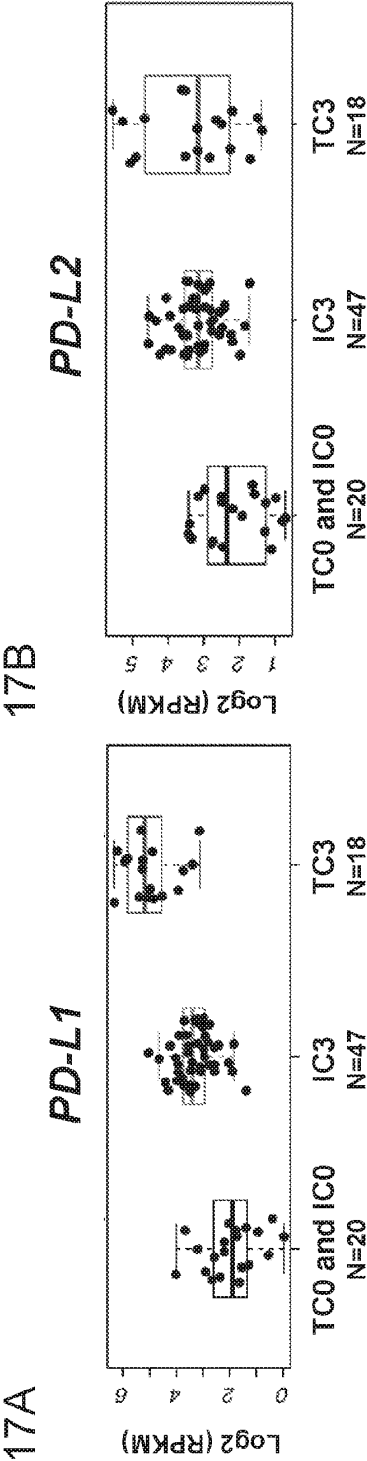 17A
PD-L1
Log2 (RPKM)
6
4
2
0
TC0 and IC0
N=20
IC3
N=47
TC3
N=18
17B
PD-L2
Log2 (RPKM)
5
4
3
2
1
TC0 and IC0
N=20
IC3
N=47
TC3
N=18